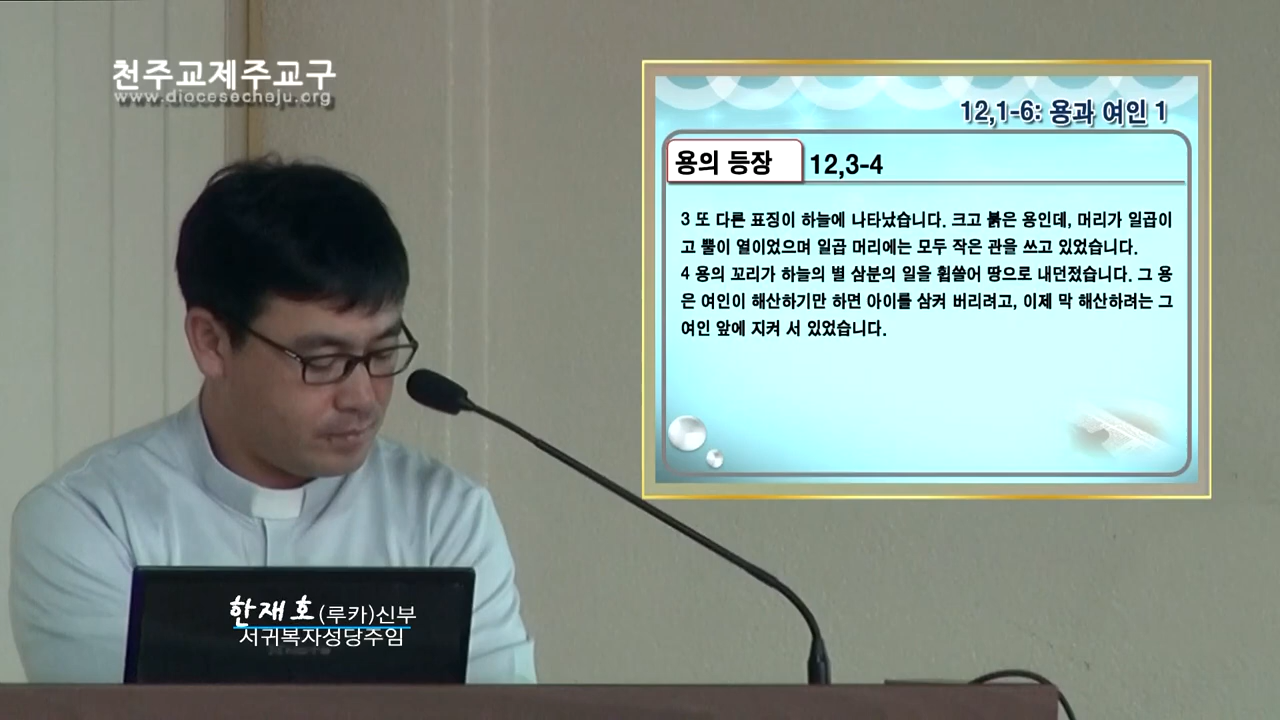 천주교제주교구
www.diocesecheju.org
12,1-6: 용과 여인 1
용의 등장 12,3-4
3 또 다른 표징이 하늘에 나타났습니다. 크고 붉은 용인데, 머리가 일곱이
고 뿔이 열이었으며 일곱 머리에는 모두 작은 관을 쓰고 있었습니다.
4 용의 꼬리가 하늘의 별 삼분의 일을 휩쓸어 땅으로 내던졌습니다. 그 용
은 여인이 해산하기만 하면 아이를 삼켜 버리려고, 이제 막 해산하려는 그
여인 앞에 지켜 서 있었습니다.
한재호(루카)신부
서귀복자성당주임